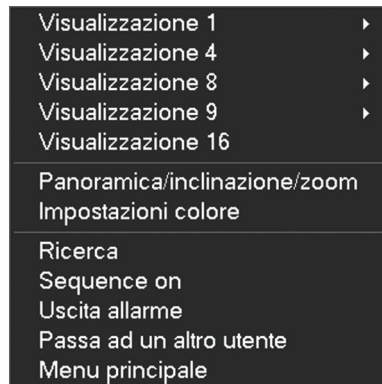 Visualizzazione 1
Visualizzazione 4
Visualizzazione 8
Visualizzazione 9
Visualizzazione 16
Panoramica/inclinazione/zoom
Impostazioni colore
Ricerca
Sequence on
Uscita allarme
Passa ad un altro utente
Menu principale